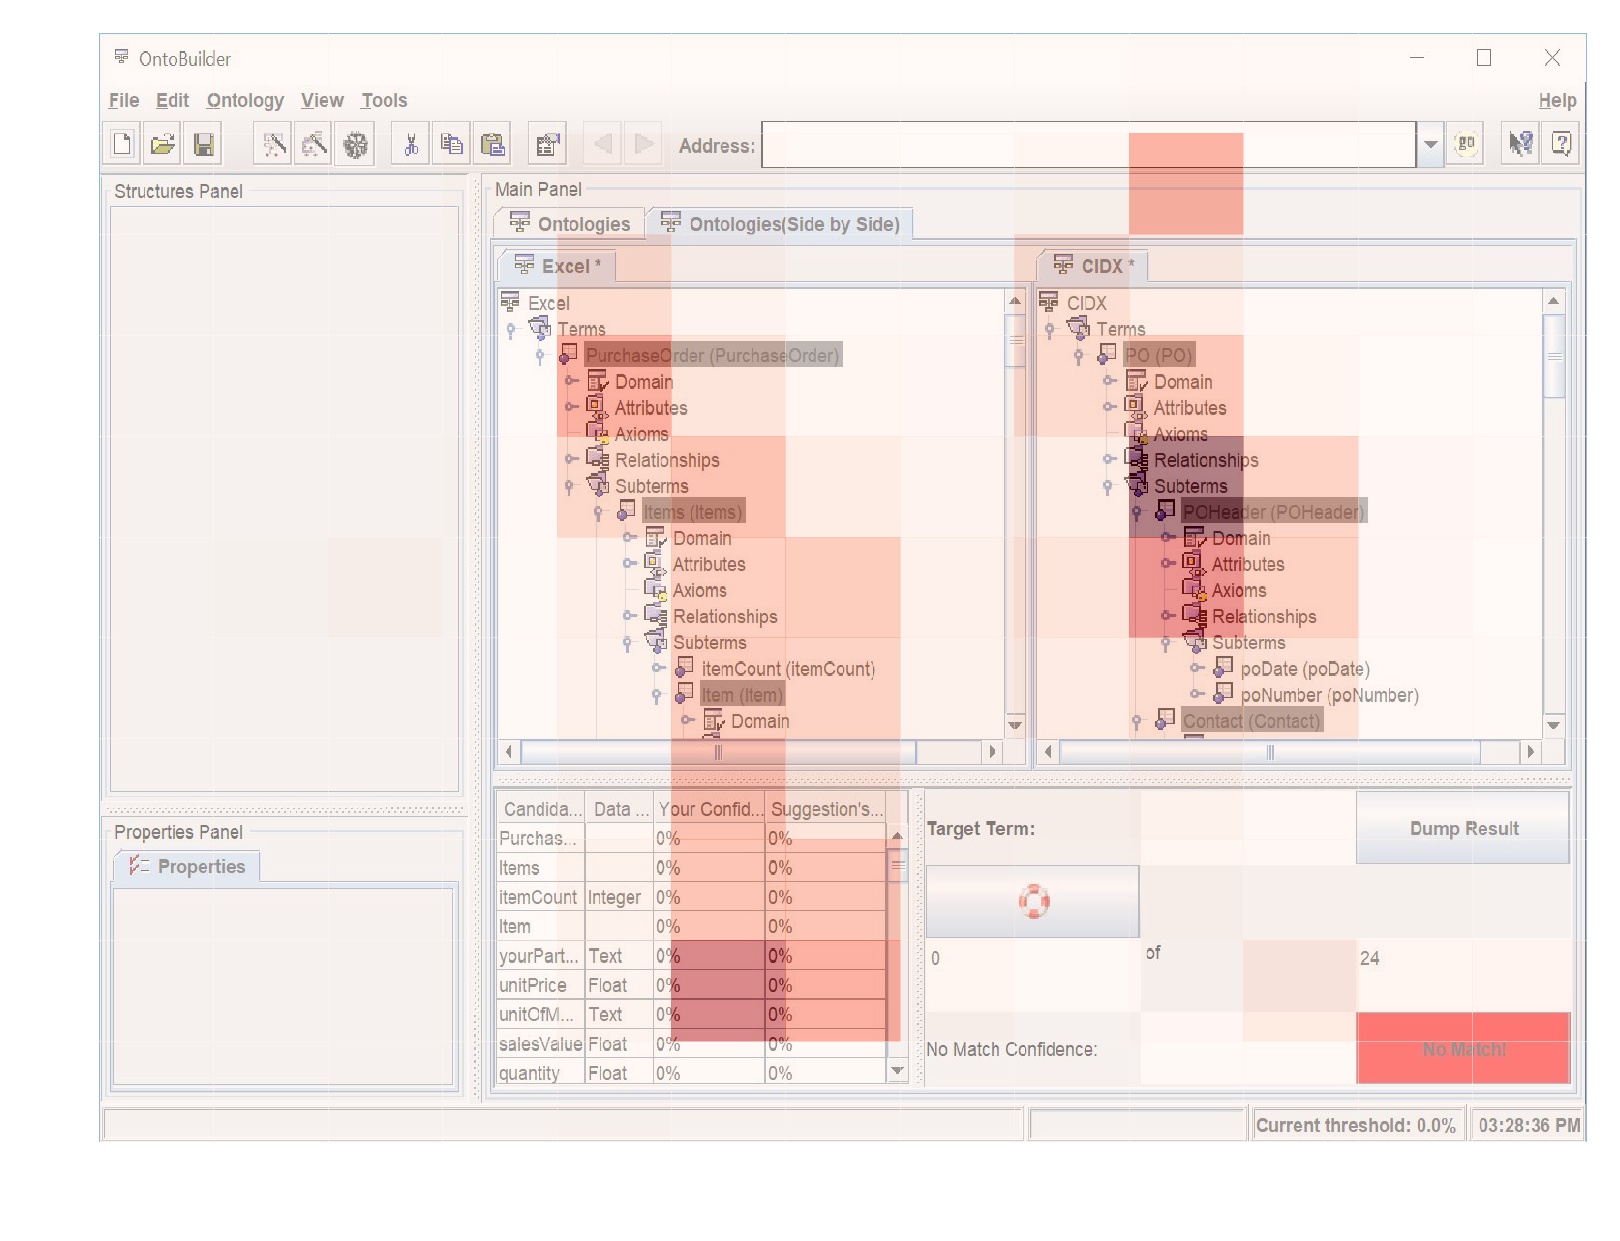 OntoBuilder
File Edit Ontology View Tools Help
Address: go
Structures Panel
Main Panel
Ontologies Ontologies(Side by Side)
Excel * CIDX *
Excel
Terms
PurchaseOrder (PurchaseOrder)
Domain
Attributes
Axioms
Relationships
Subterms
Items (Items)
Domain
Attributes
Axioms
Relationships
Subterms
itemCount (itemCount)
Item (Item)
Domain
CIDX
Terms
PO (PO)
Domain
Attributes
Axioms
Relationships
Subterms
POHeader (POHeader)
Domain
Attributes
Axioms
Relationships
Subterms
poDate (poDate)
poNumber (poNumber)
Contact (Contact)
Candida... Data ... Your Confid... Suggestion's...
Purchas... 0% 0%
Items 0% 0%
itemCount Integer 0% 0%
Item 0% 0%
yourPart... Text 0% 0%
unitPrice Float 0% 0%
unitOfM... Text 0% 0%
salesValue Float 0% 0%
quantity Float 0% 0%
Target Term: Dump Result
0 of 24
No Match Confidence: No Match!
Properties Panel
Properties
Current threshold: 0.0% 03:28:36 PM